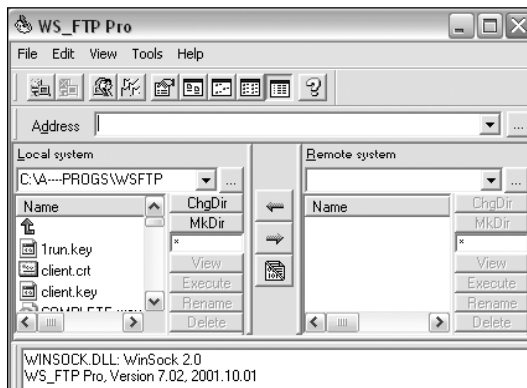 WS_FTP Pro
File Edit View Tools Help
Address
...
Local system
C:\A----PROGS\WSFTP
...
Name
1run.key
client.crt
client.key
ChgDir
MkDir
*
View
Execute
Rename
Delete
Remote system
...
Name
ChgDir
MkDir
*
View
Execute
Rename
Delete
WINSOCK.DLL: WinSock 2.0
WS_FTP Pro, Version 7.02, 2001.10.01